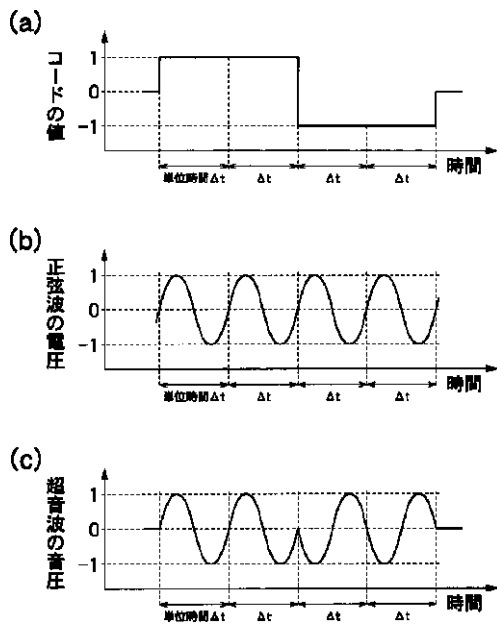 (a)
コードの値
1
0
-1
時間
単位時間Δt Δt Δt Δt
(b)
正弦波の電圧
1
0
-1
時間
単位時間Δt Δt Δt Δt
(c)
超音波の音圧
1
0
-1
時間
単位時間Δt Δt Δt Δt